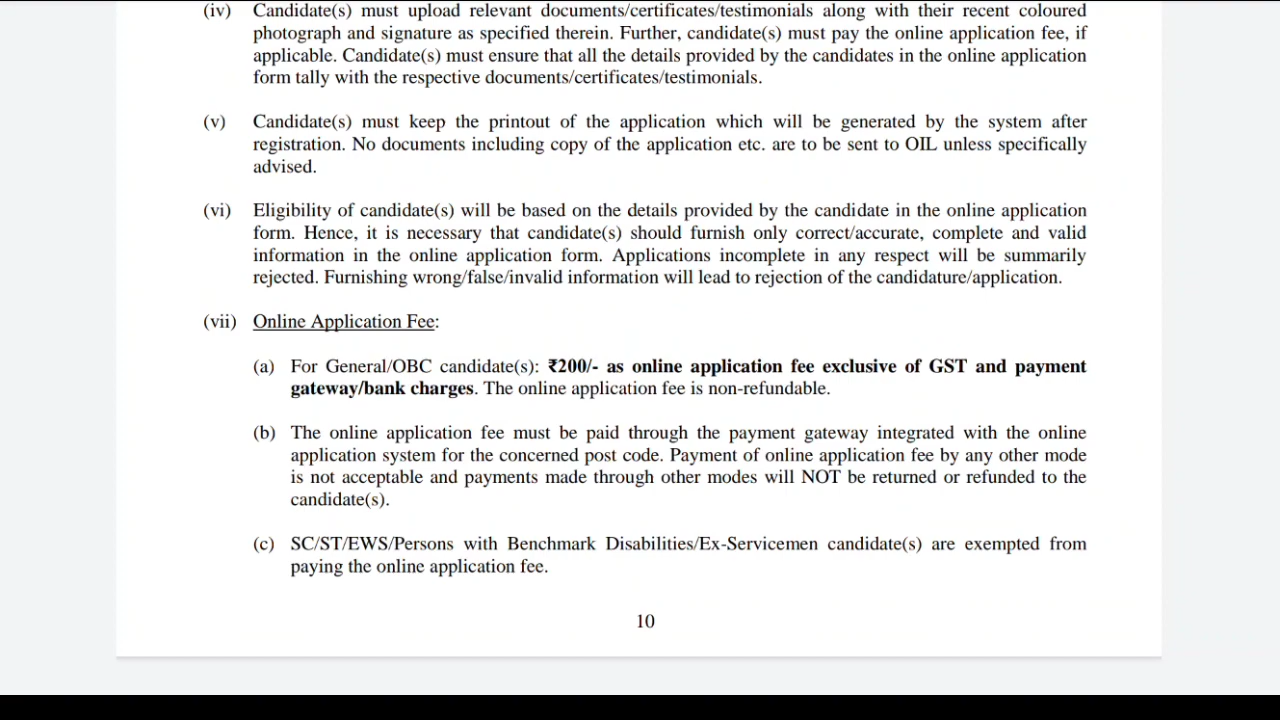 (iv) Candidate(s) must upload relevant documents/certificates/testimonials along with their recent coloured
photograph and signature as specified therein. Further, candidate(s) must pay the online application fee, if
applicable. Candidate(s) must ensure that all the details provided by the candidates in the online application
form tally with the respective documents/certificates/testimonials.
(v) Candidate(s) must keep the printout of the application which will be generated by the system after
registration. No documents including copy of the application etc. are to be sent to OIL unless specifically
advised.
(vi) Eligibility of candidate(s) will be based on the details provided by the candidate in the online application
form. Hence, it is necessary that candidate(s) should furnish only correct/accurate, complete and valid
information in the online application form. Applications incomplete in any respect will be summarily
rejected. Furnishing wrong/false/invalid information will lead to rejection of the candidature/application.
(vii) Online Application Fee:
(a) For General/OBC candidate(s): ₹200/- as online application fee exclusive of GST and payment
gateway/bank charges. The online application fee is non-refundable.
(b) The online application fee must be paid through the payment gateway integrated with the online
application system for the concerned post code. Payment of online application fee by any other mode
is not acceptable and payments made through other modes will NOT be returned or refunded to the
candidate(s).
(c) SC/ST/EWS/Persons with Benchmark Disabilities/Ex-Servicemen candidate(s) are exempted from
paying the online application fee.
10